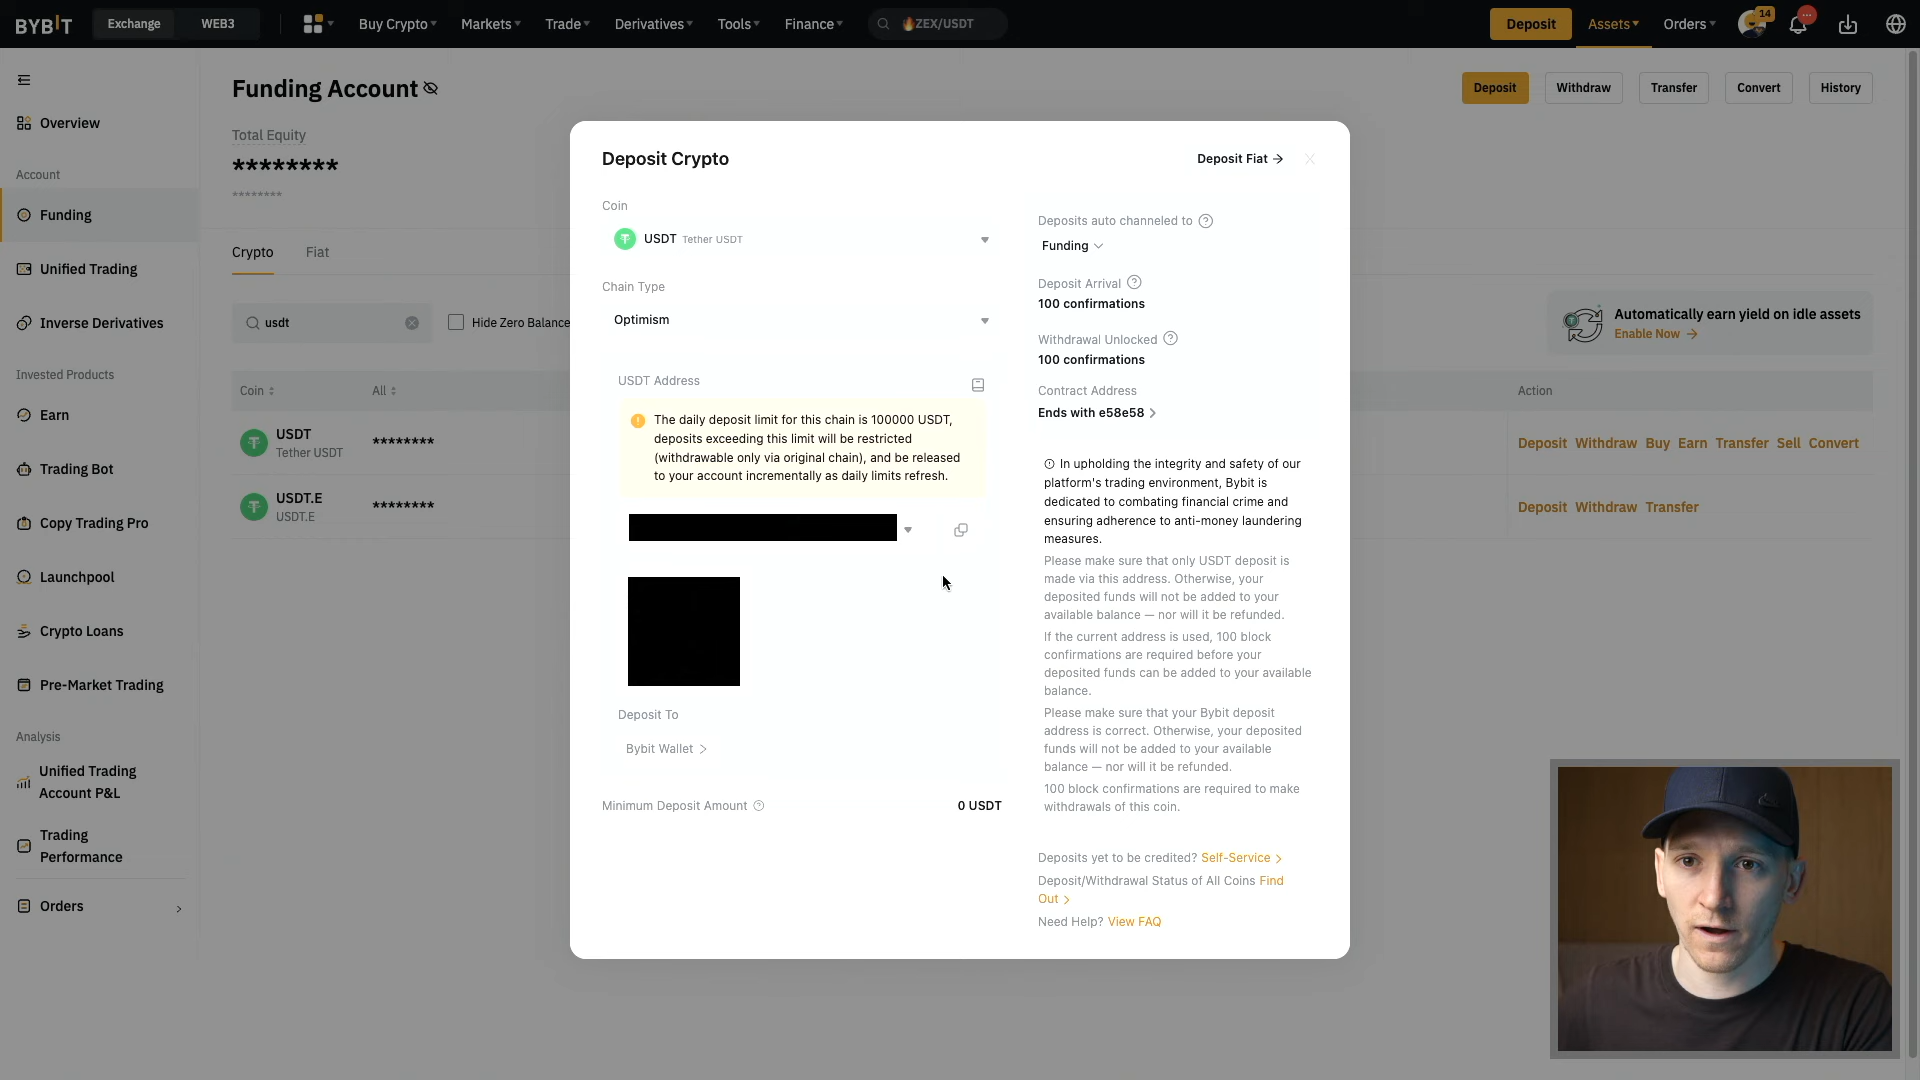 BYBIT
Exchange
WEB3
Buy Crypto
Markets
Trade
Derivatives
Tools
Finance
ZEX/USDT
Deposit
Assets
Orders
14
...
Funding Account
Deposit
Withdraw
Transfer
Convert
History
Overview
Total Equity
********
********
Account
Funding
Unified Trading
Inverse Derivatives
Invested Products
Earn
Trading Bot
Copy Trading Pro
Launchpool
Crypto Loans
Pre-Market Trading
Analysis
Unified Trading
Account P&L
Trading
Performance
Orders
Crypto
Fiat
usdt
Hide Zero Balance
Automatically earn yield on idle assets
Enable Now →
Coin
All
Action
USDT
Tether USDT
********
Deposit Withdraw Buy Earn Transfer Sell Convert
USDT.E
USDT.E
********
Deposit Withdraw Transfer
Deposit Crypto
Deposit Fiat →
Coin
USDT Tether USDT
Chain Type
Optimism
USDT Address
The daily deposit limit for this chain is 100000 USDT,
deposits exceeding this limit will be restricted
(withdrawable only via original chain), and be released
to your account incrementally as daily limits refresh.
Deposit To
Bybit Wallet >
Minimum Deposit Amount
0 USDT
Deposits auto channeled to
Funding
Deposit Arrival
100 confirmations
Withdrawal Unlocked
100 confirmations
Contract Address
Ends with e58e58 >
In upholding the integrity and safety of our
platform's trading environment, Bybit is
dedicated to combating financial crime and
ensuring adherence to anti-money laundering
measures.
Please make sure that only USDT deposit is
made via this address. Otherwise, your
deposited funds will not be added to your
available balance — nor will it be refunded.
If the current address is used, 100 block
confirmations are required before your
deposited funds can be added to your available
balance.
Please make sure that your Bybit deposit
address is correct. Otherwise, your deposited
funds will not be added to your available
balance — nor will it be refunded.
100 block confirmations are required to make
withdrawals of this coin.
Deposits yet to be credited? Self-Service >
Deposit/Withdrawal Status of All Coins Find
Out >
Need Help? View FAQ